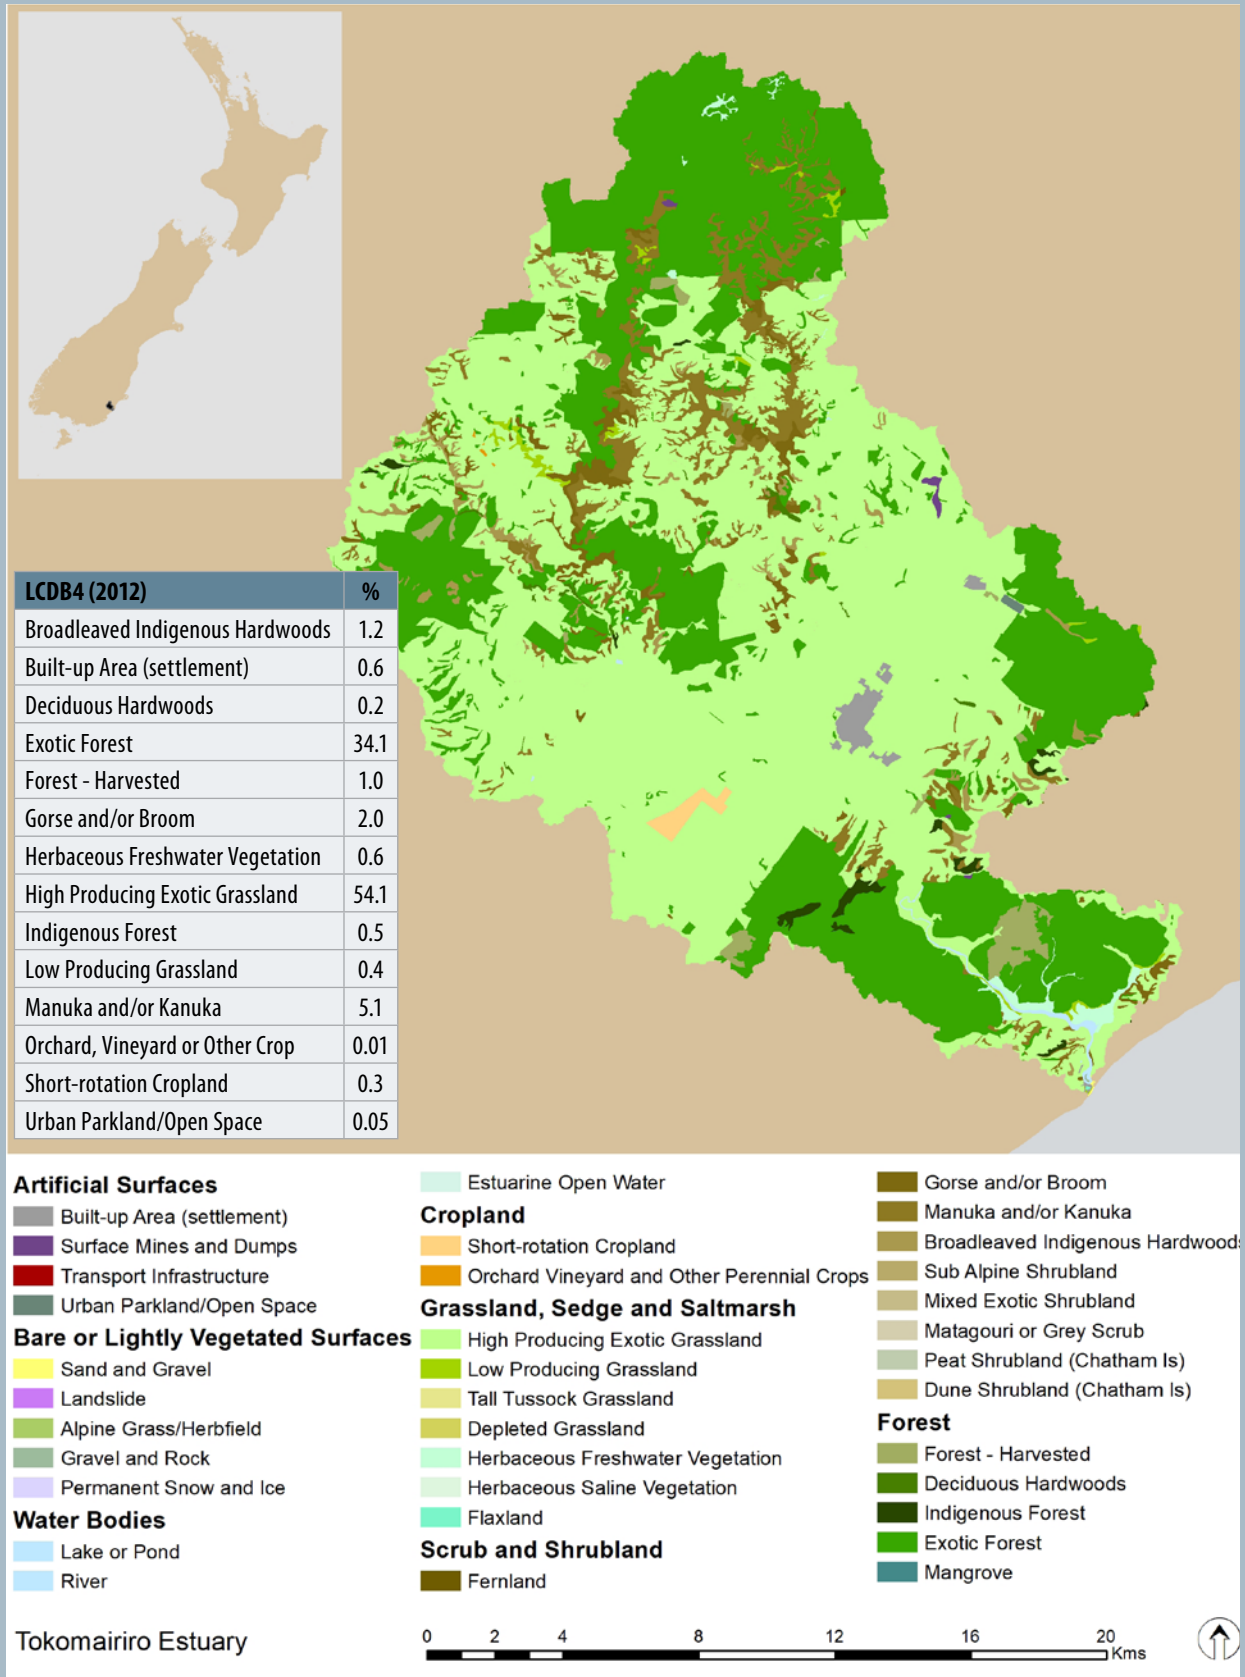 LCDB4 (2012) %
Broadleaved Indigenous Hardwoods 1.2
Built-up Area (settlement) 0.6
Deciduous Hardwoods 0.2
Exotic Forest 34.1
Forest - Harvested 1.0
Gorse and/or Broom 2.0
Herbaceous Freshwater Vegetation 0.6
High Producing Exotic Grassland 54.1
Indigenous Forest 0.5
Low Producing Grassland 0.4
Manuka and/or Kanuka 5.1
Orchard, Vineyard or Other Crop 0.01
Short-rotation Cropland 0.3
Urban Parkland/Open Space 0.05
Artificial Surfaces
Built-up Area (settlement)
Surface Mines and Dumps
Transport Infrastructure
Urban Parkland/Open Space
Bare or Lightly Vegetated Surfaces
Sand and Gravel
Landslide
Alpine Grass/Herbfield
Gravel and Rock
Permanent Snow and Ice
Water Bodies
Lake or Pond
River
Estuarine Open Water
Cropland
Short-rotation Cropland
Orchard Vineyard and Other Perennial Crops
Grassland, Sedge and Saltmarsh
High Producing Exotic Grassland
Low Producing Grassland
Tall Tussock Grassland
Depleted Grassland
Herbaceous Freshwater Vegetation
Herbaceous Saline Vegetation
Flaxland
Scrub and Shrubland
Fernland
Gorse and/or Broom
Manuka and/or Kanuka
Broadleaved Indigenous Hardwoods
Sub Alpine Shrubland
Mixed Exotic Shrubland
Matagouri or Grey Scrub
Peat Shrubland (Chatham Is)
Dune Shrubland (Chatham Is)
Forest
Forest - Harvested
Deciduous Hardwoods
Indigenous Forest
Exotic Forest
Mangrove
Tokomairiro Estuary
0 2 4 8 12 16 20
Kms